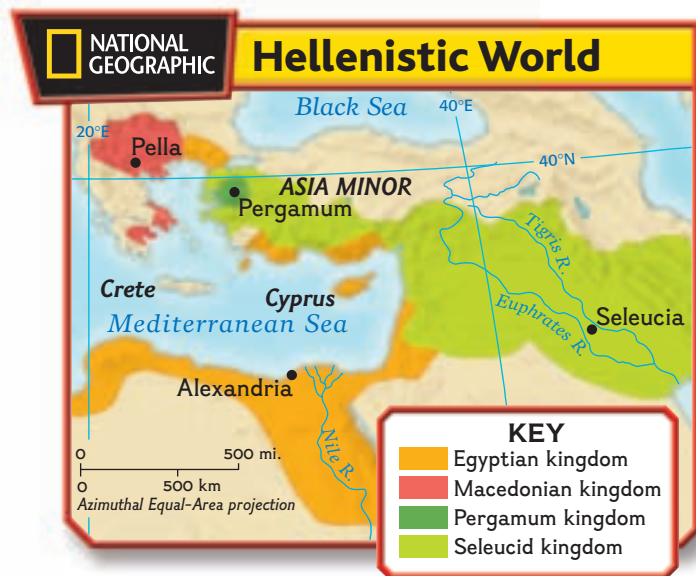 NATIONAL
GEOGRAPHIC
Hellenistic World
Black Sea
40°E
20°E
Pella
40°N
ASIA MINOR
Pergamum
Tigris R.
Crete
Cyprus
Euphrates R.
Seleucia
Mediterranean Sea
Alexandria
Nile R.
0 500 mi.
0 500 km
Azimuthal Equal-Area projection
KEY
Egyptian kingdom
Macedonian kingdom
Pergamum kingdom
Seleucid kingdom